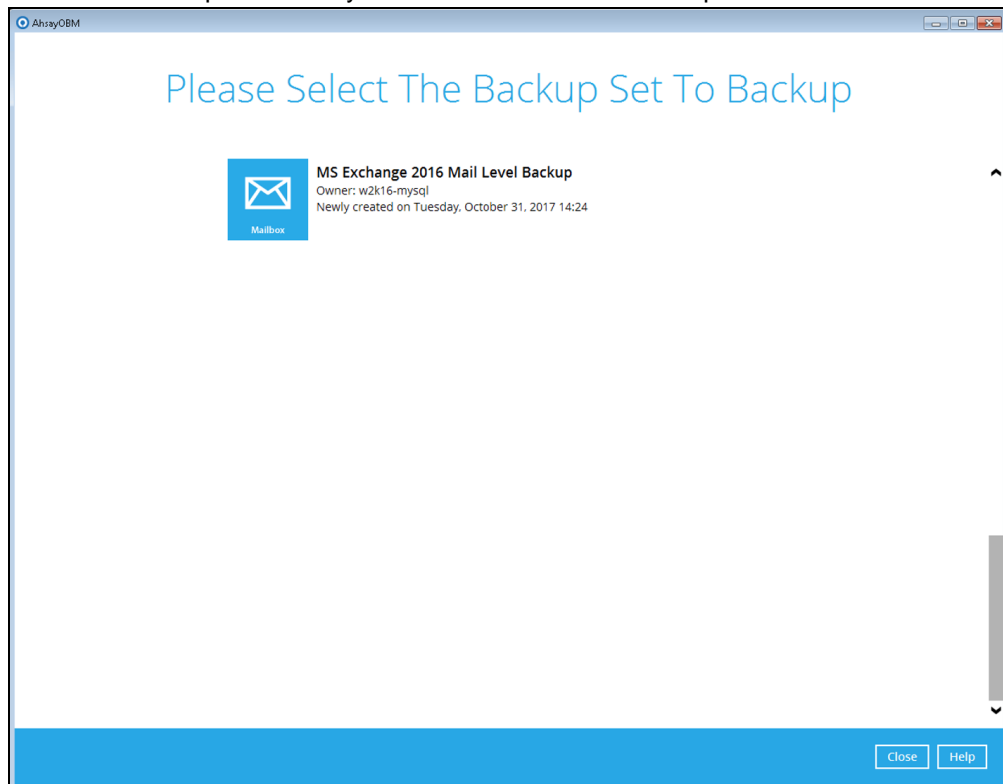 AhsayOBM
Please Select The Backup Set To Backup
MS Exchange 2016 Mail Level Backup
Owner: w2k16-mysql
Newly created on Tuesday, October 31, 2017 14:24
Mailbox
Close Help